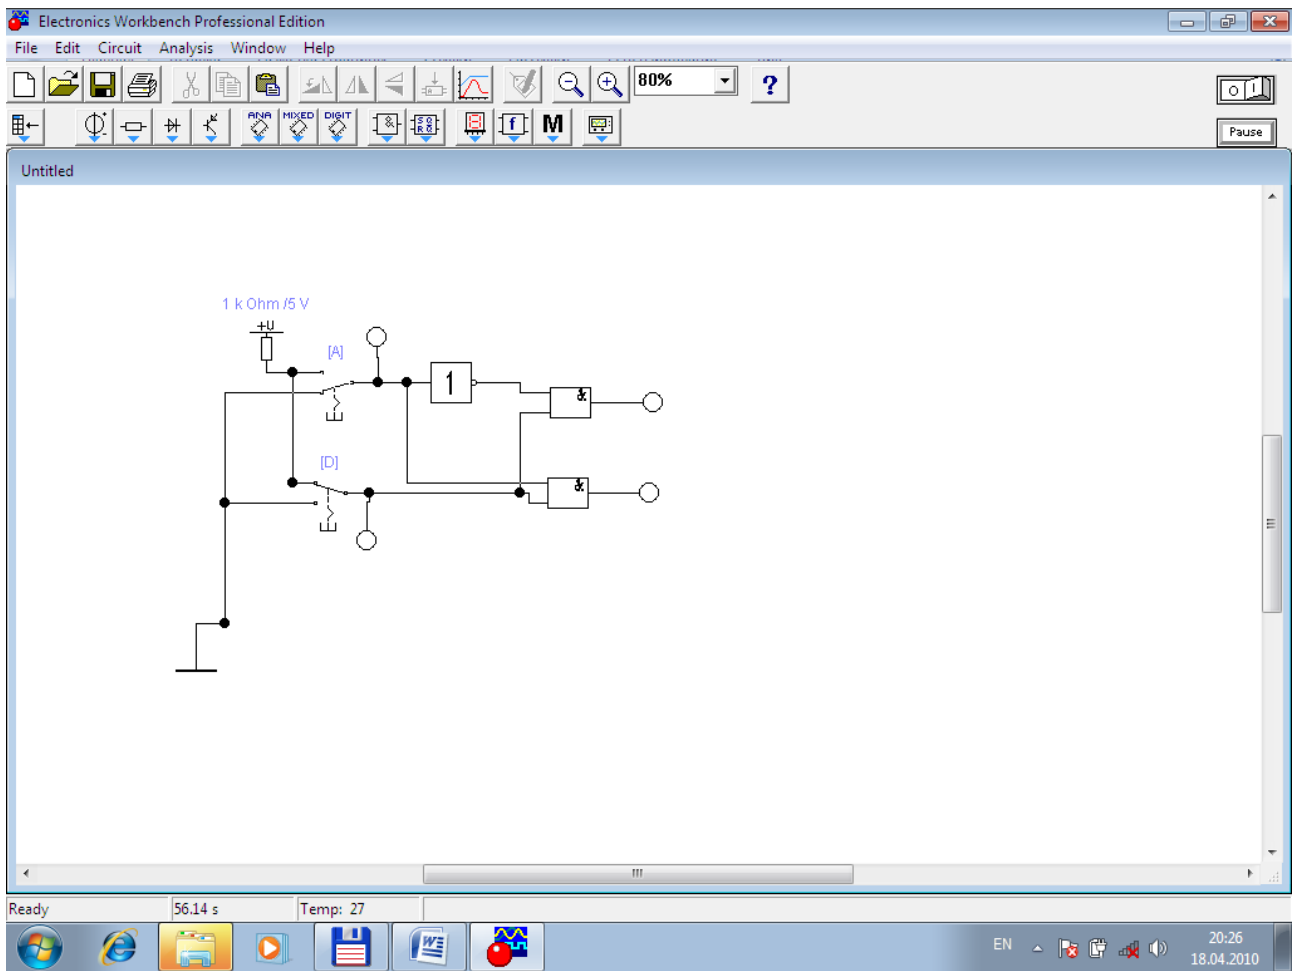 Electronics Workbench Professional Edition
File Edit Circuit Analysis Window Help
80%
?
ANA MIXED DIGIT
&
f
M
Pause
Untitled
1 k Ohm /5 V
+U
[A]
1
&
[D]
&
Ready 56.14 s Temp: 27
EN
20:26
18.04.2010